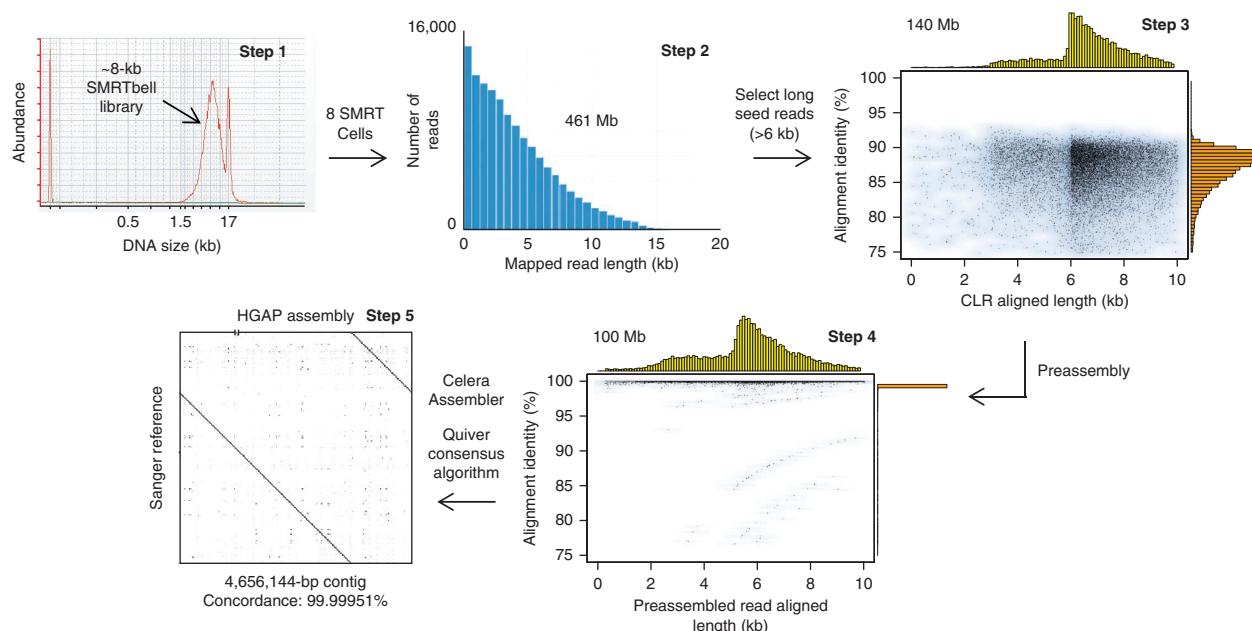 Step 1
~8-kb
SMRTbell
library
Abundance
0.5
1.5
17
DNA size (kb)
8 SMRT
Cells
16,000
Step 2
Number of
reads
461 Mb
0
0
5
10
15
20
Mapped read length (kb)
Select long
seed reads
(>6 kb)
140 Mb
Step 3
100
95
90
85
80
75
Alignment identity (%)
0
2
4
6
8
10
CLR aligned length (kb)
Preassembly
100 Mb
Step 4
100
95
90
85
80
75
Alignment identity (%)
0
2
4
6
8
10
Preassembled read aligned
length (kb)
Celera
Assembler
Quiver
consensus
algorithm
HGAP assembly
Step 5
Sanger reference
4,656,144-bp contig
Concordance: 99.99951%